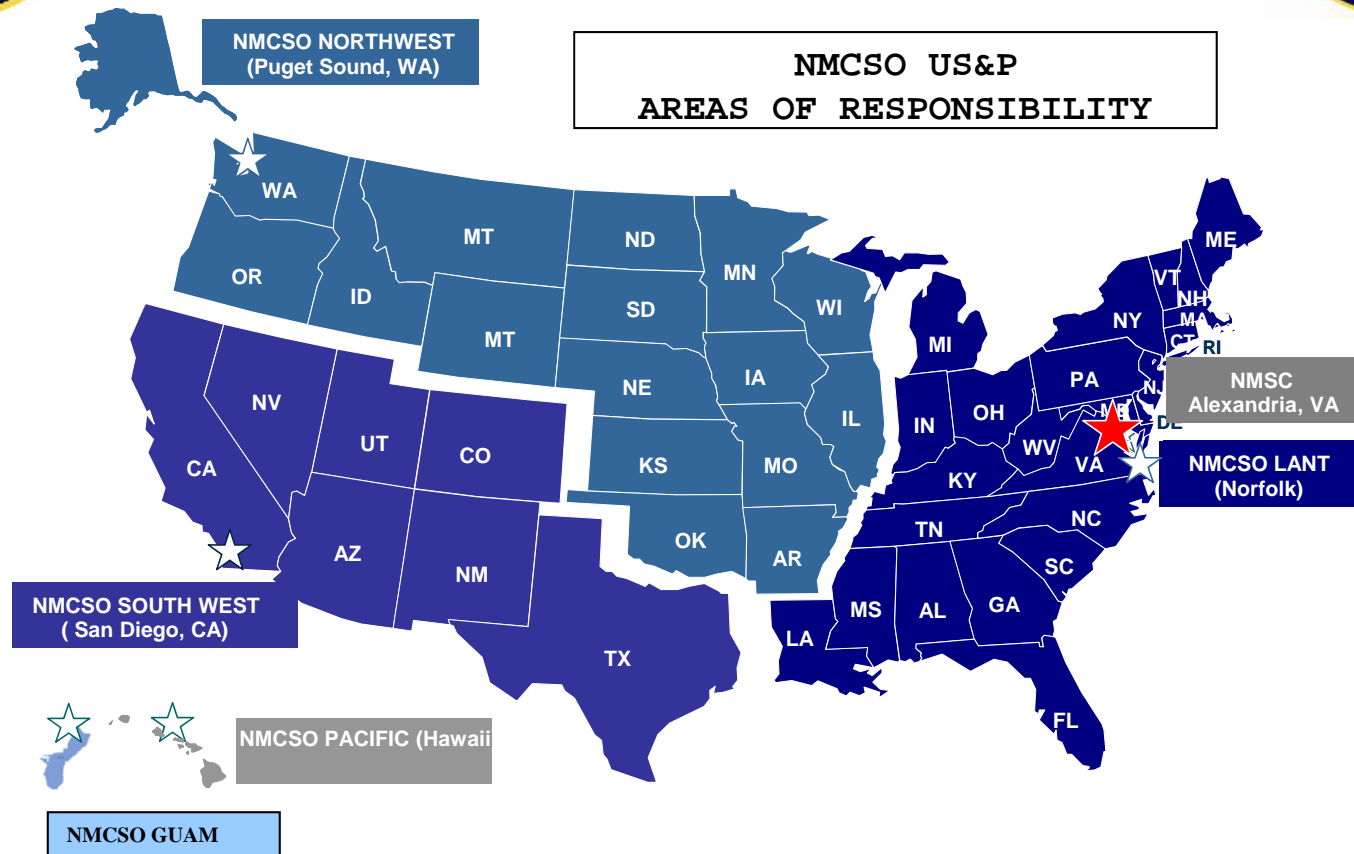 NMCSO NORTHWEST
(Puget Sound, WA)
NMCSO US&P
AREAS OF RESPONSIBILITY
WA
OR
ID
MT
MT
ND
SD
NE
KS
OK
MN
IA
MO
AR
WI
IL
CA
NV
UT
CO
AZ
NM
TX
MI
IN
OH
KY
TN
WV
VA
NC
SC
GA
AL
MS
LA
FL
PA
NY
VT
NH
ME
MA
CT
RI
NJ
DE
NMSC
Alexandria, VA
NMCSO LANT
(Norfolk)
NMCSO SOUTH WEST
( San Diego, CA)
NMCSO PACIFIC (Hawaii
NMCSO GUAM